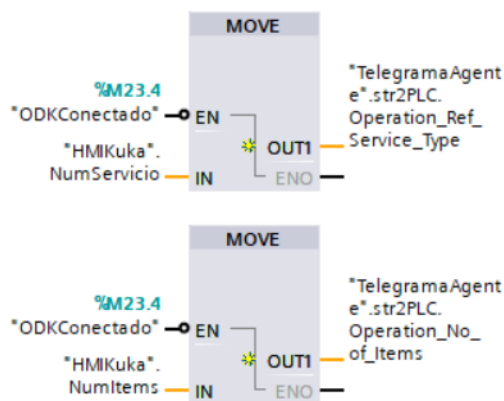 MOVE
%M23.4
"ODKConectado"
EN
"HMIKuka".
NumServicio
IN
OUT1
ENO
"TelegramaAgent
e".str2PLC.
Operation_Ref_
Service_Type
MOVE
%M23.4
"ODKConectado"
EN
"HMIKuka".
NumItems
IN
OUT1
ENO
"TelegramaAgent
e".str2PLC.
Operation_No_
of_Items